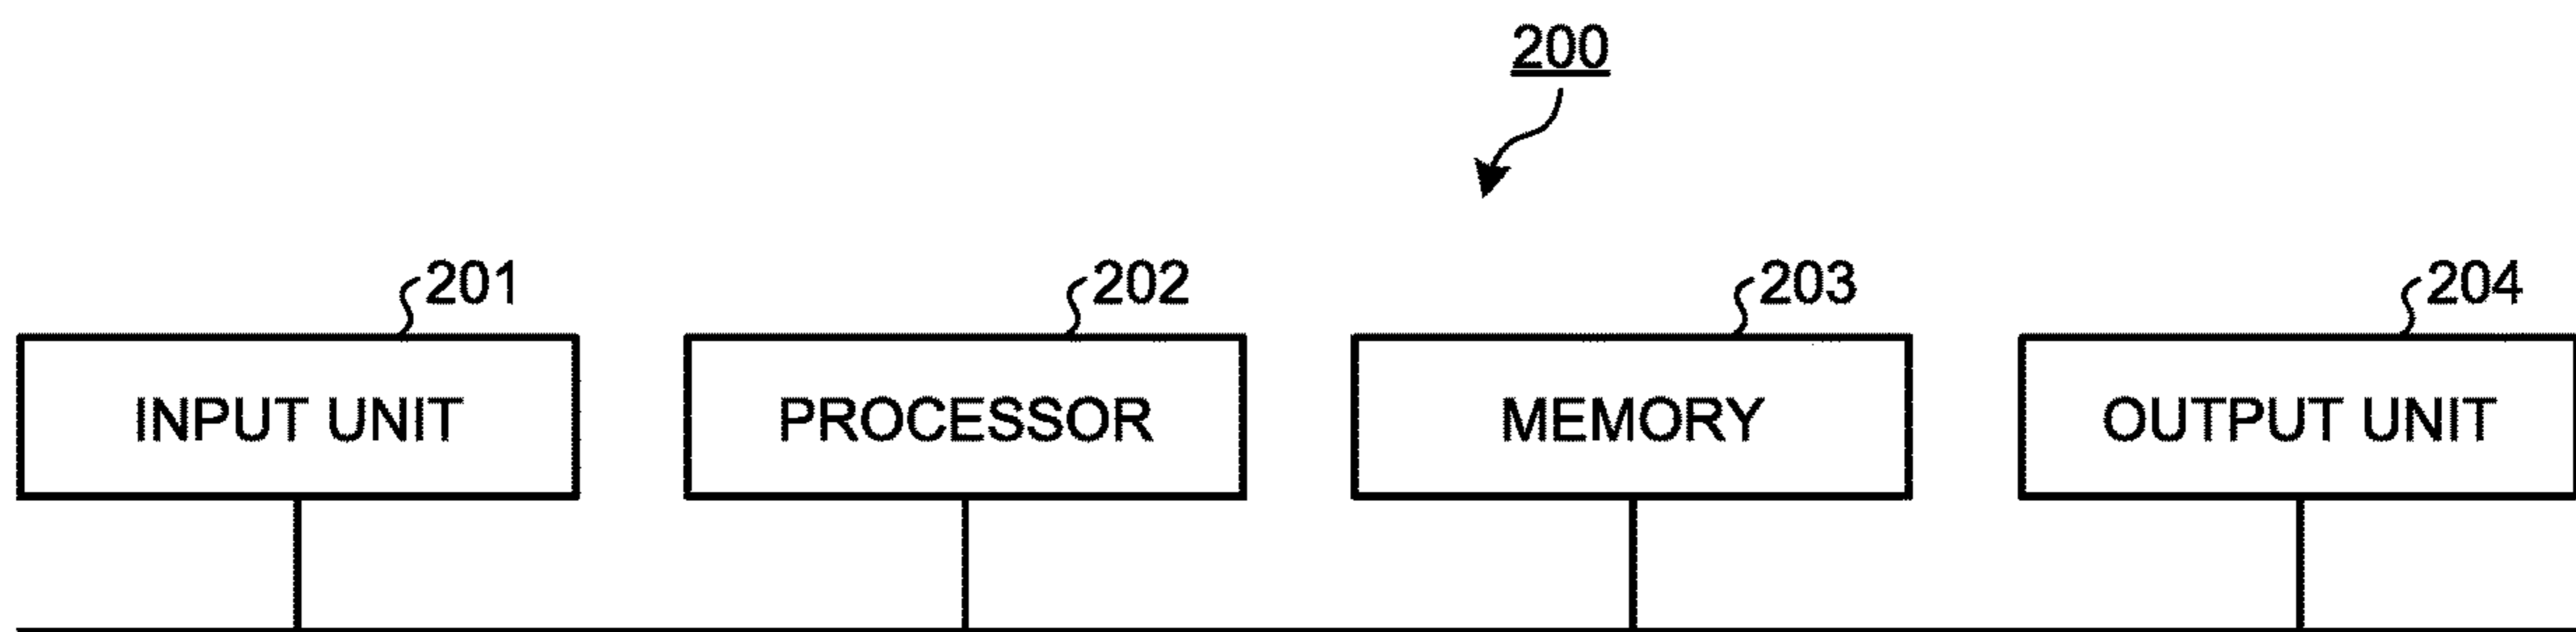 200
201 202 203 204
INPUT UNIT PROCESSOR MEMORY OUTPUT UNIT